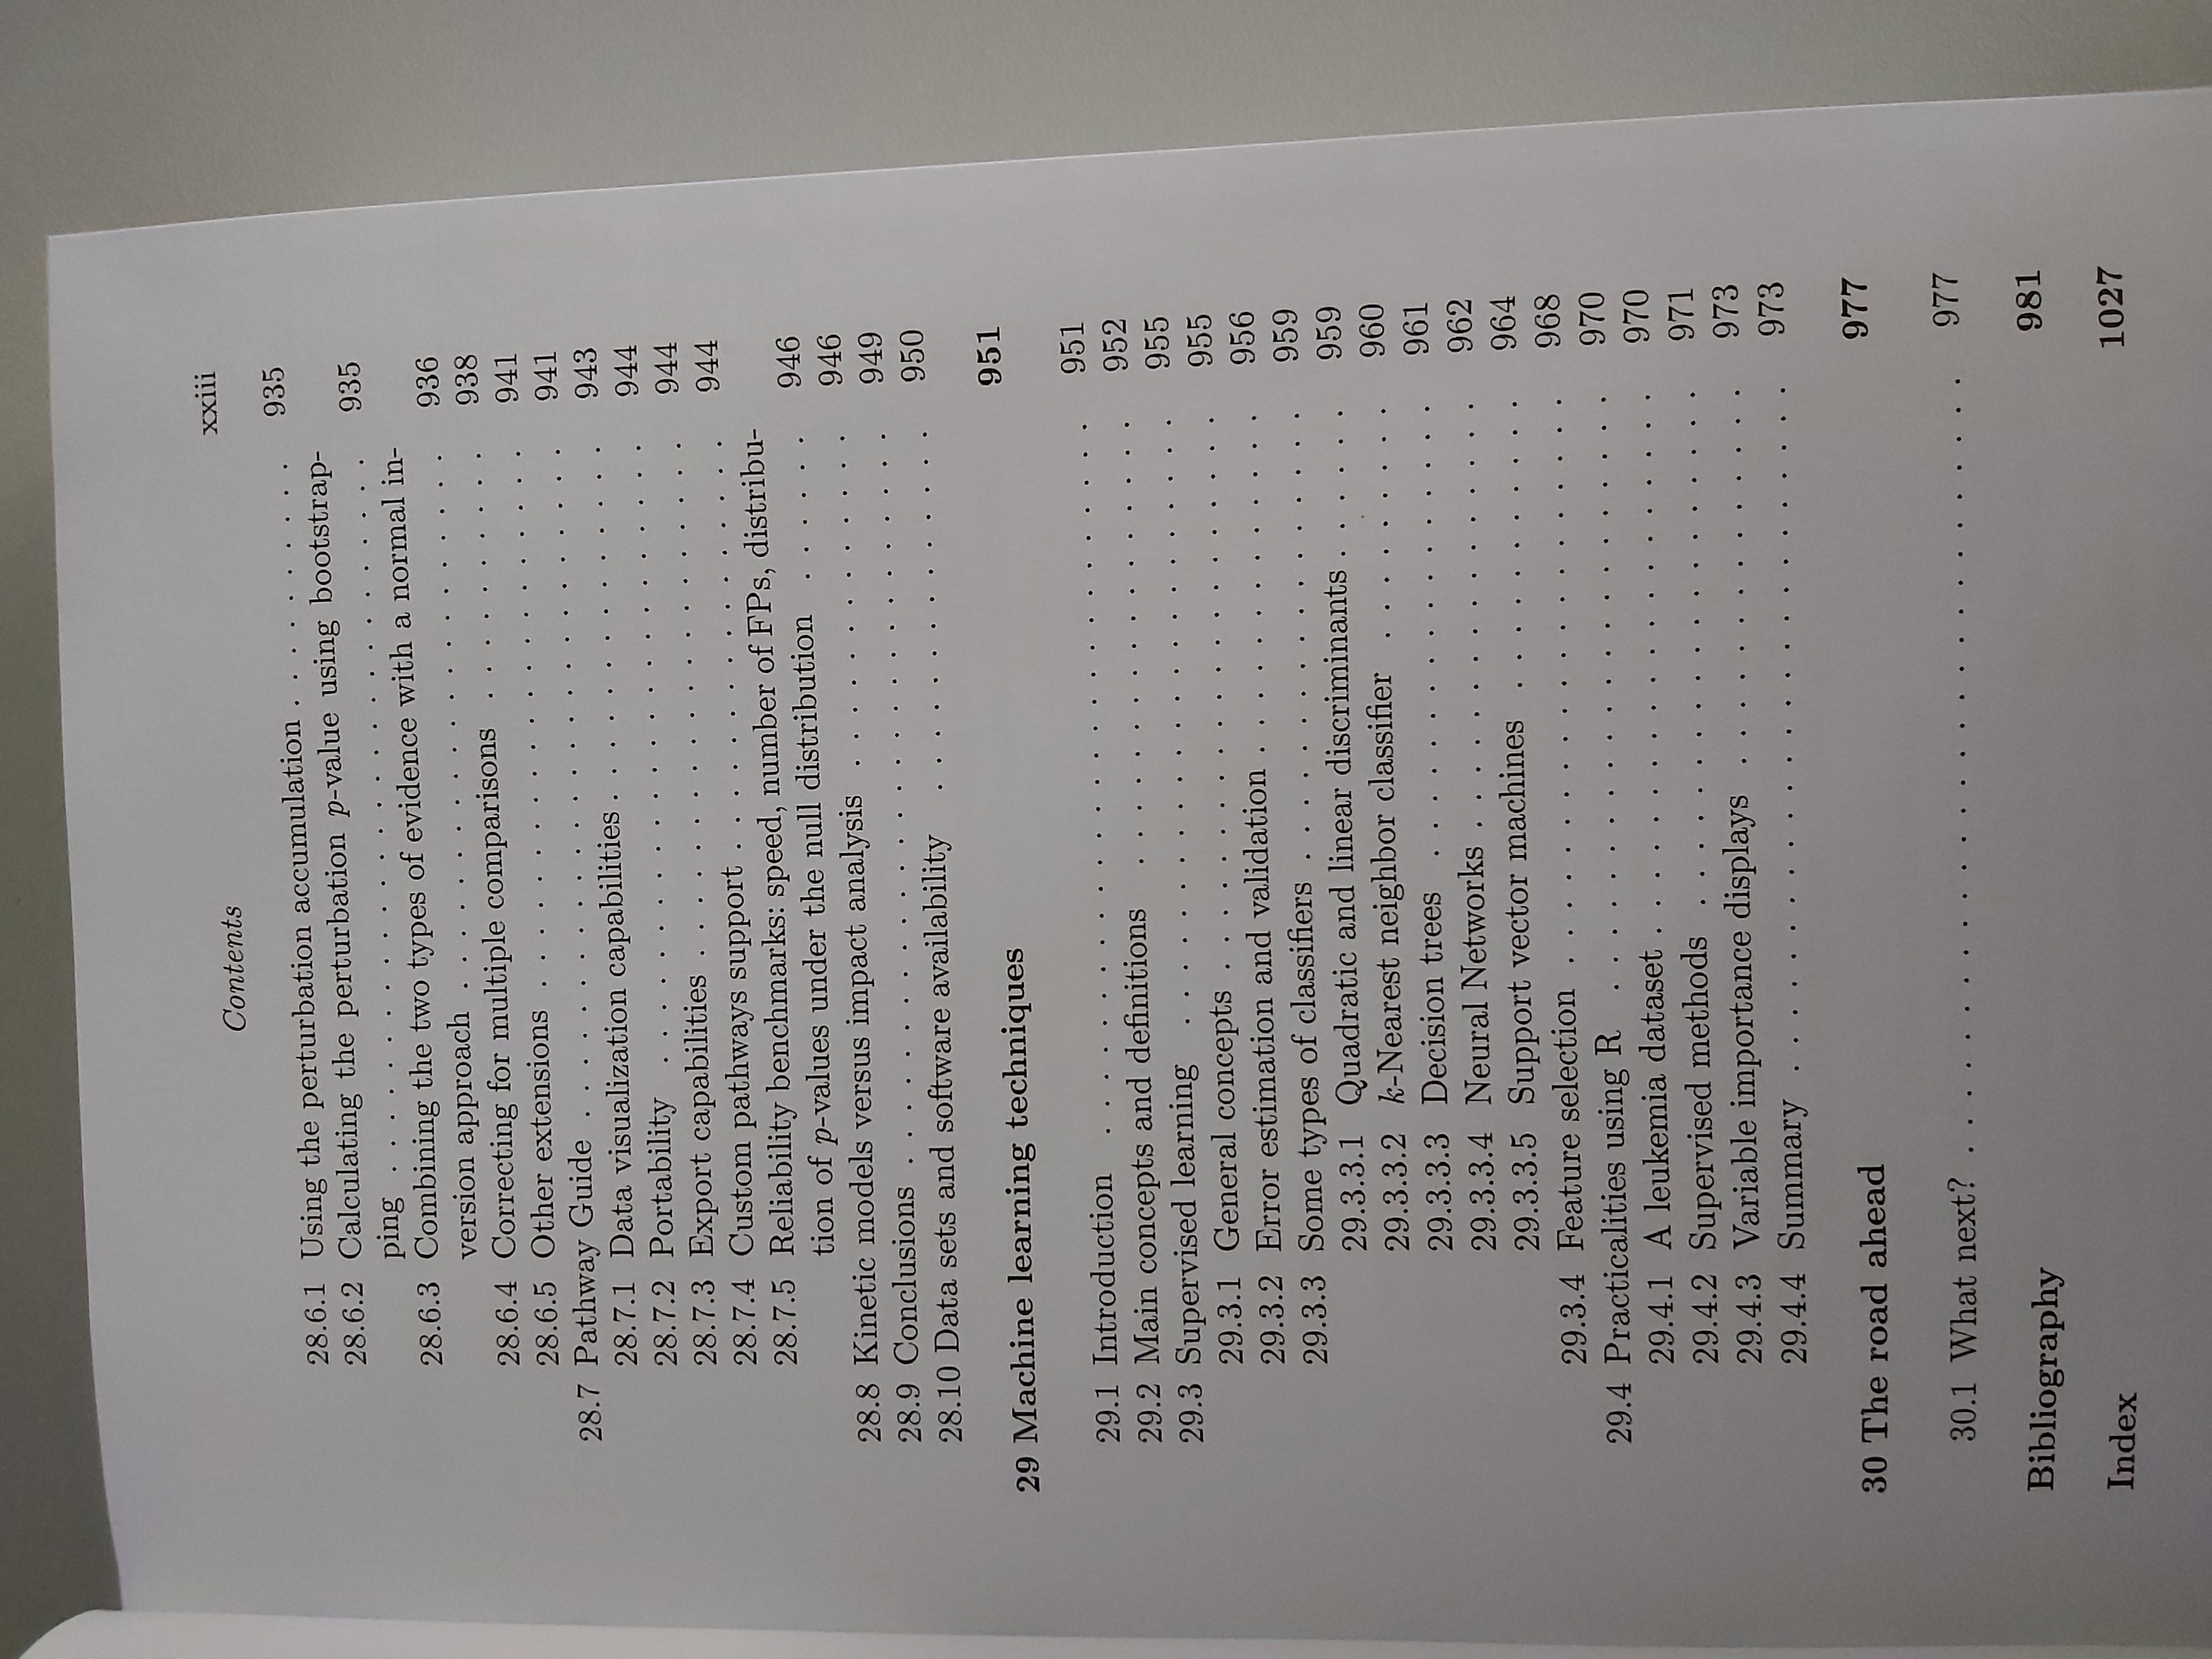 Contents xxiii
28.6.1 Using the perturbation accumulation . . . . . . . . . . 935
28.6.2 Calculating the perturbation p-value using bootstrap-
ping . . . . . . . . . . . . . . . . . . . . . . . . . . . 935
28.6.3 Combining the two types of evidence with a normal in-
version approach . . . . . . . . . . . . . . . . . . . . 936
28.6.4 Correcting for multiple comparisons . . . . . . . . . . 938
28.6.5 Other extensions . . . . . . . . . . . . . . . . . . . . 941
28.7 Pathway Guide . . . . . . . . . . . . . . . . . . . . . . . . . 941
28.7.1 Data visualization capabilities . . . . . . . . . . . . . . 943
28.7.2 Portability . . . . . . . . . . . . . . . . . . . . . . . . 944
28.7.3 Export capabilities . . . . . . . . . . . . . . . . . . . . 944
28.7.4 Custom pathways support . . . . . . . . . . . . . . . . 944
28.7.5 Reliability benchmarks: speed, number of FPs, distribu-
tion of p-values under the null distribution . . . . . . 946
28.8 Kinetic models versus impact analysis . . . . . . . . . . . . . 946
28.9 Conclusions . . . . . . . . . . . . . . . . . . . . . . . . . . . 949
28.10 Data sets and software availability . . . . . . . . . . . . . . 950
29 Machine learning techniques 951
29.1 Introduction . . . . . . . . . . . . . . . . . . . . . . . . . . . 951
29.2 Main concepts and definitions . . . . . . . . . . . . . . . . . 952
29.3 Supervised learning . . . . . . . . . . . . . . . . . . . . . . . 955
29.3.1 General concepts . . . . . . . . . . . . . . . . . . . . . 955
29.3.2 Error estimation and validation . . . . . . . . . . . . . 956
29.3.3 Some types of classifiers . . . . . . . . . . . . . . . . . 959
29.3.3.1 Quadratic and linear discriminants . . . . . . 959
29.3.3.2 k-Nearest neighbor classifier . . . . . . . . . 960
29.3.3.3 Decision trees . . . . . . . . . . . . . . . . . 961
29.3.3.4 Neural Networks . . . . . . . . . . . . . . . . 962
29.3.3.5 Support vector machines . . . . . . . . . . . 964
29.3.4 Feature selection . . . . . . . . . . . . . . . . . . . . . 968
29.4 Practicalities using R . . . . . . . . . . . . . . . . . . . . . . 970
29.4.1 A leukemia dataset . . . . . . . . . . . . . . . . . . . . 970
29.4.2 Supervised methods . . . . . . . . . . . . . . . . . . . 971
29.4.3 Variable importance displays . . . . . . . . . . . . . . 973
29.4.4 Summary . . . . . . . . . . . . . . . . . . . . . . . . . 973
30 The road ahead 977
30.1 What next? . . . . . . . . . . . . . . . . . . . . . . . . . . . . 977
Bibliography 981
Index 1027